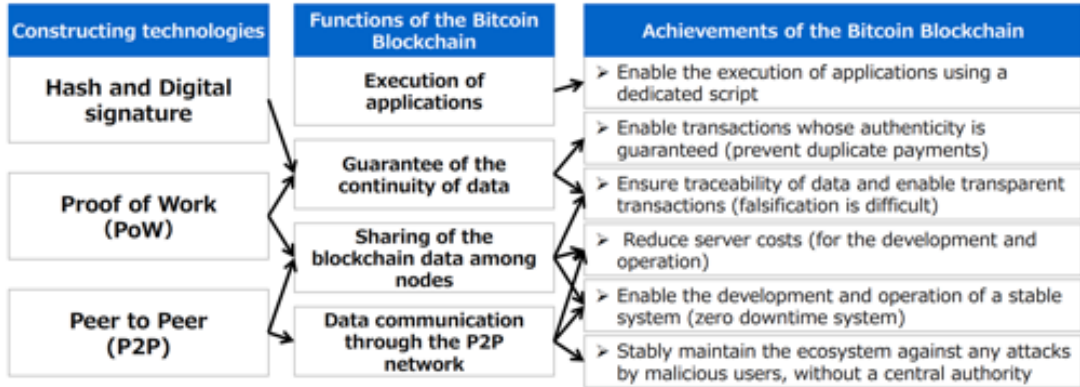 Constructing technologies
Hash and Digital
signature
Proof of Work
(PoW)
Peer to Peer
(P2P)
Functions of the Bitcoin
Blockchain
Execution of
applications
Guarantee of the
continuity of data
Sharing of the
blockchain data among
nodes
Data communication
through the P2P
network
Achievements of the Bitcoin Blockchain
➢ Enable the execution of applications using a
dedicated script
➢ Enable transactions whose authenticity is
guaranteed (prevent duplicate payments)
➢ Ensure traceability of data and enable transparent
transactions (falsification is difficult)
➢ Reduce server costs (for the development and
operation)
➢ Enable the development and operation of a stable
system (zero downtime system)
➢ Stably maintain the ecosystem against any attacks
by malicious users, without a central authority